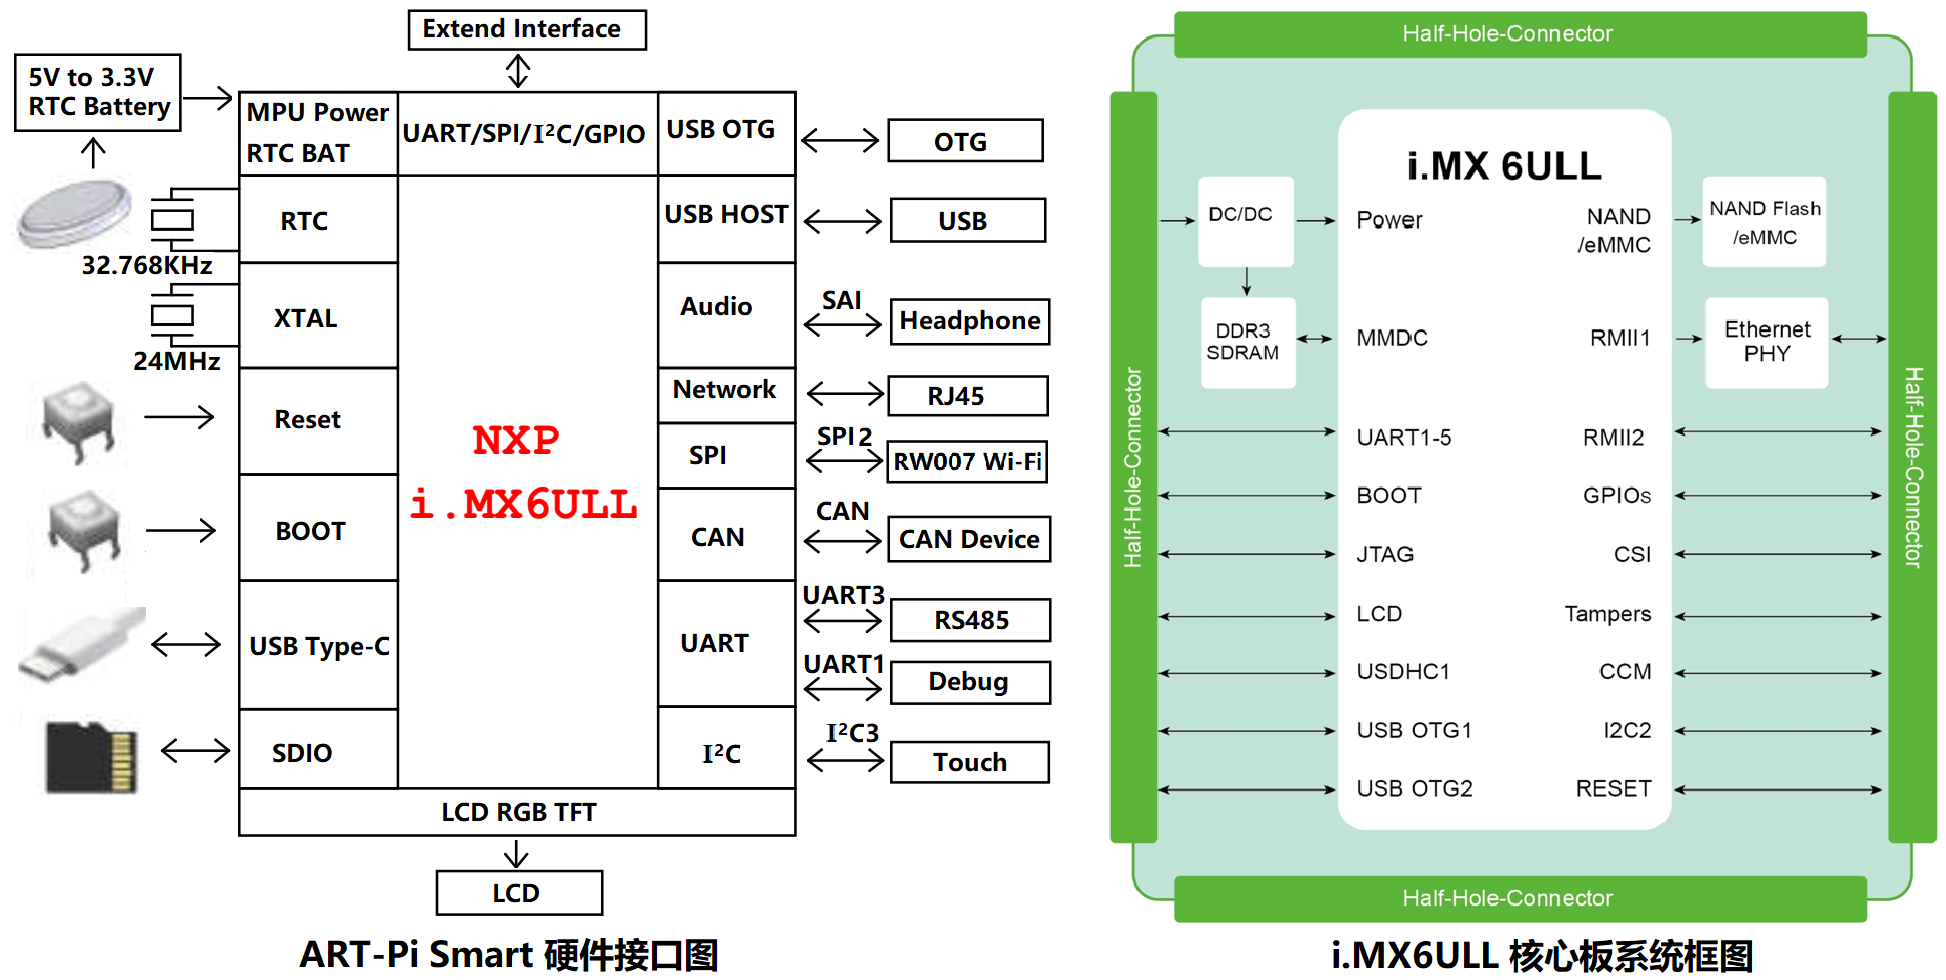 Extend Interface
5V to 3.3V
RTC Battery
MPU Power
RTC BAT
UART/SPI/I²C/GPIO
USB OTG
OTG
RTC
32.768KHz
USB HOST
USB
XTAL
24MHz
Audio
SAI
Headphone
Reset
Network
RJ45
NXP
i.MX6ULL
SPI
SPI2
RW007 Wi-Fi
BOOT
CAN
CAN
CAN Device
USB Type-C
UART
UART3
RS485
UART1
Debug
SDIO
I²C
I²C3
Touch
LCD RGB TFT
LCD
ART-Pi Smart 硬件接口图
Half-Hole-Connector
Half-Hole-Connector
i.MX 6ULL
DC/DC
Power
NAND
/eMMC
NAND Flash
/eMMC
DDR3
SDRAM
MMDC
RMII1
Ethernet
PHY
UART1-5
RMII2
BOOT
GPIOs
JTAG
CSI
LCD
Tampers
USDHC1
CCM
USB OTG1
I2C2
USB OTG2
RESET
Half-Hole-Connector
Half-Hole-Connector
i.MX6ULL 核心板系统框图